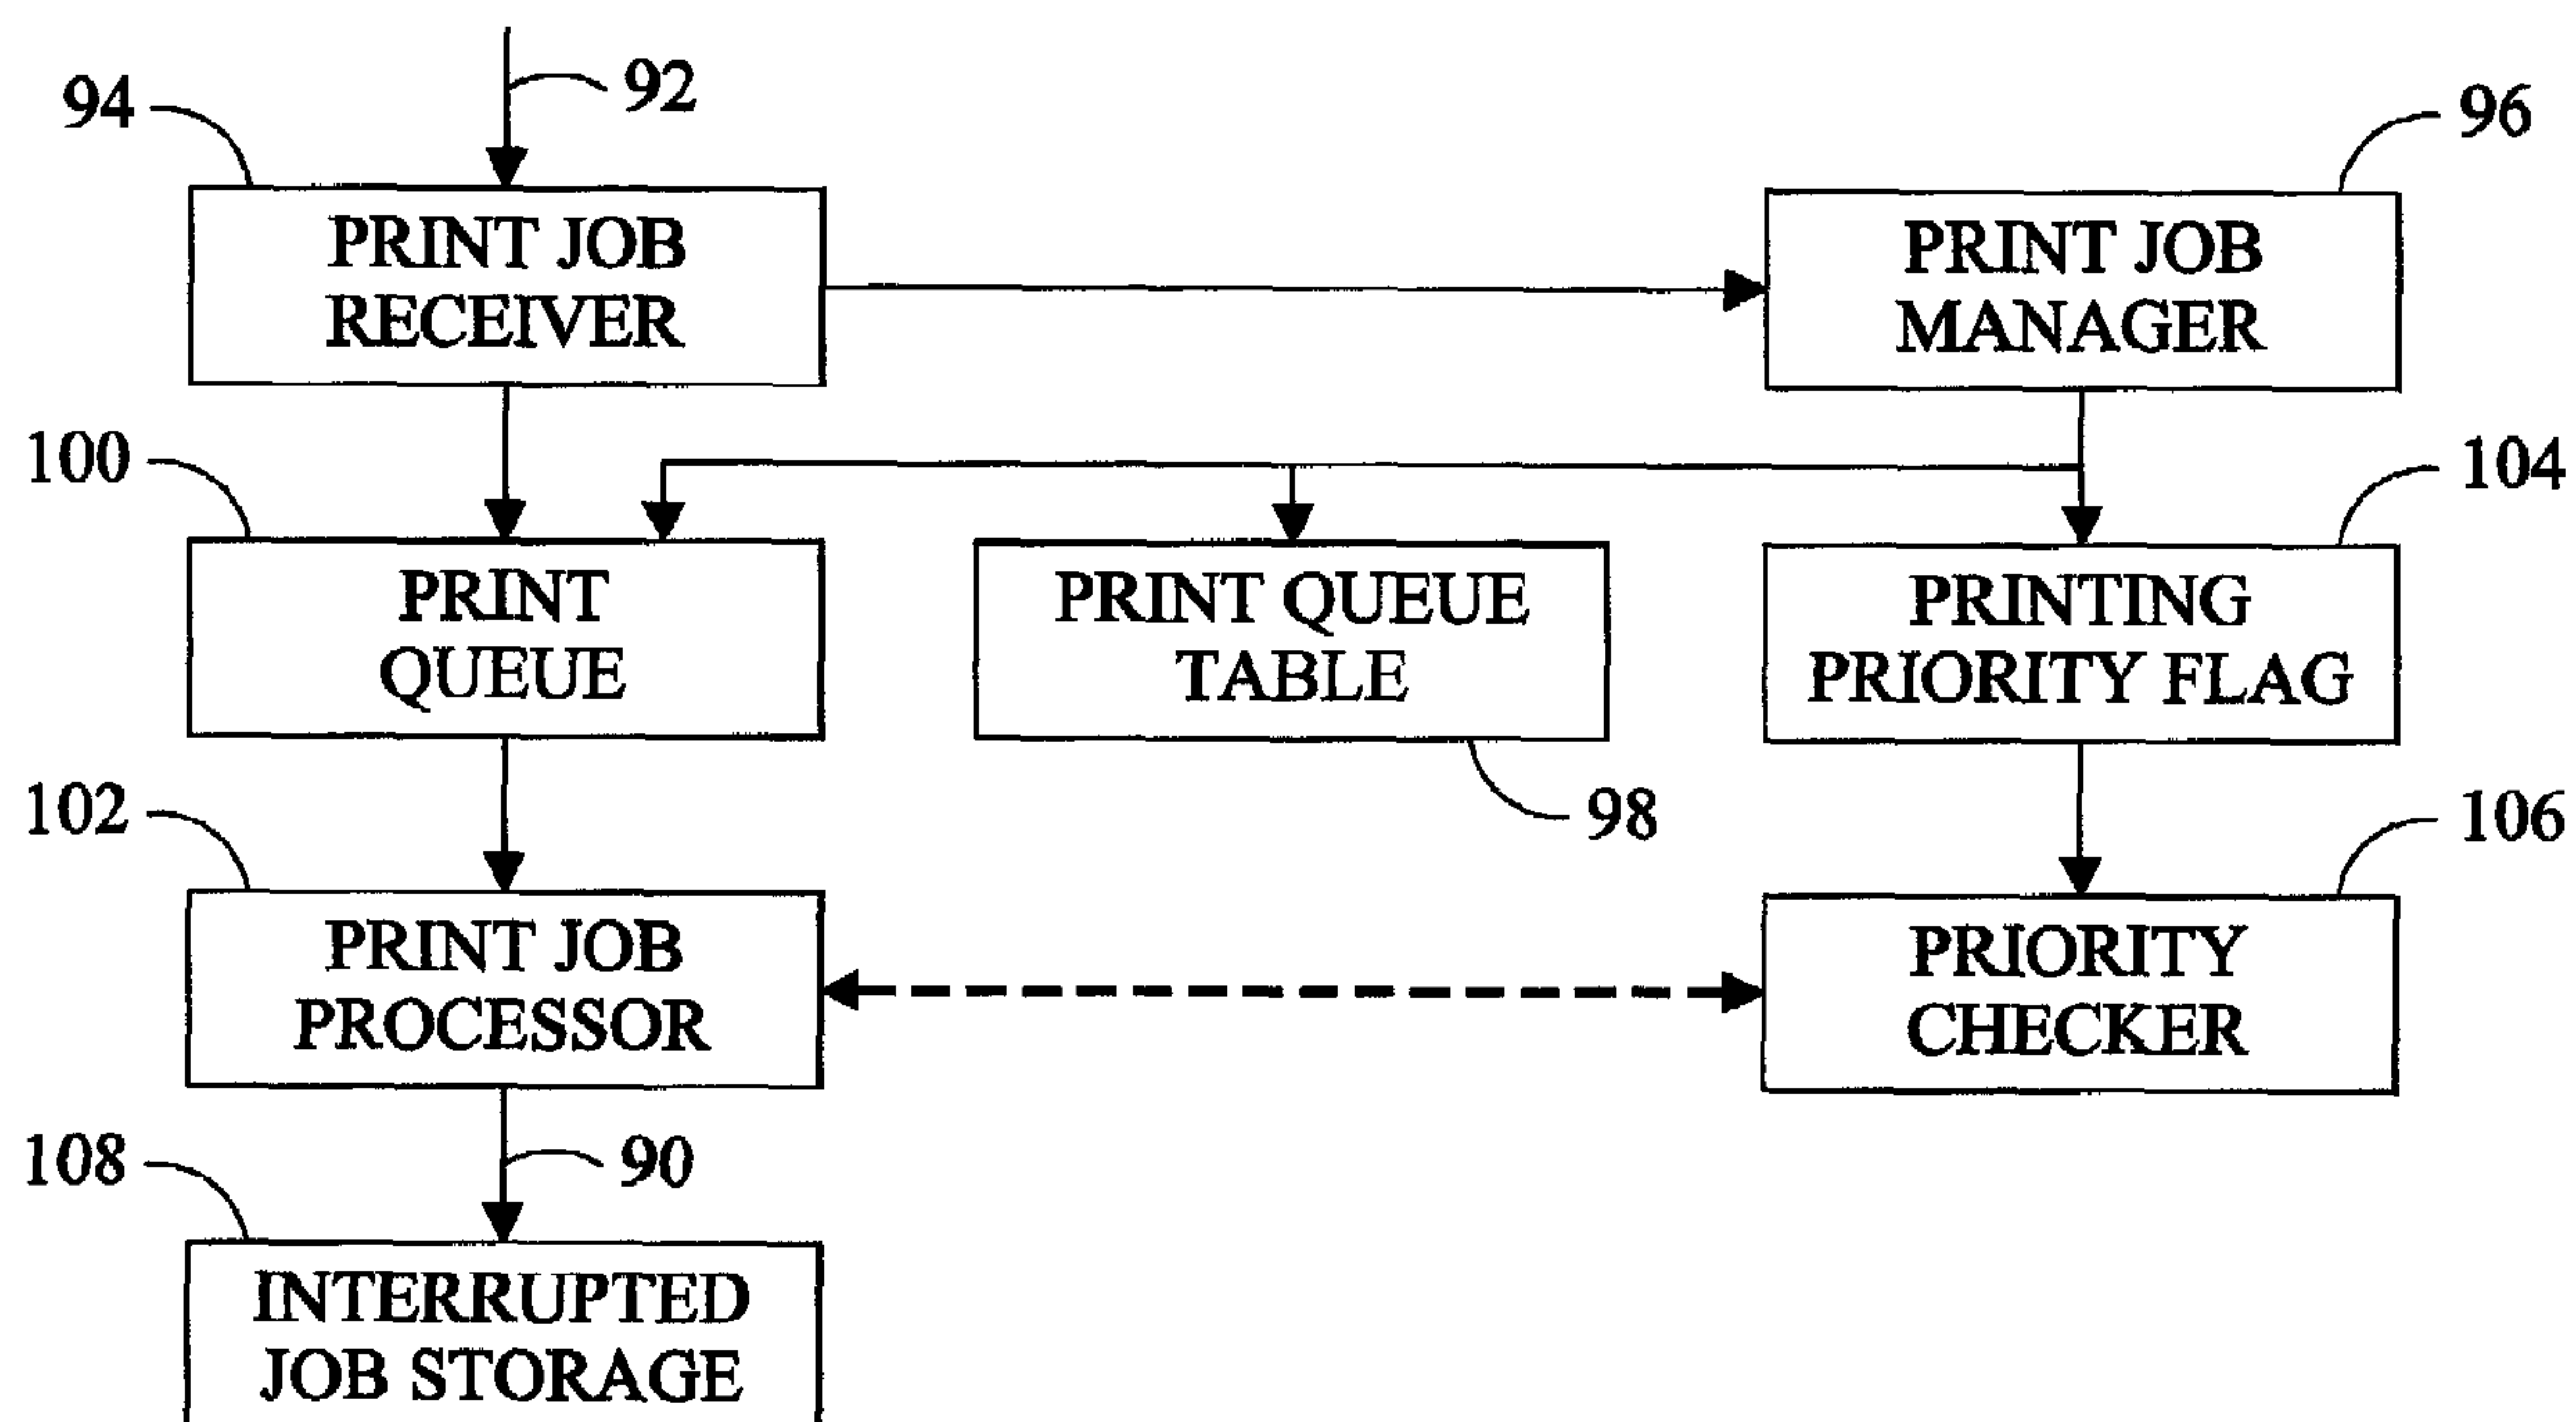 92
94
96
PRINT JOB
RECEIVER
PRINT JOB
MANAGER
100
104
PRINT
QUEUE
PRINT QUEUE
TABLE
PRINTING
PRIORITY FLAG
102
98
106
PRINT JOB
PROCESSOR
PRIORITY
CHECKER
108
90
INTERRUPTED
JOB STORAGE